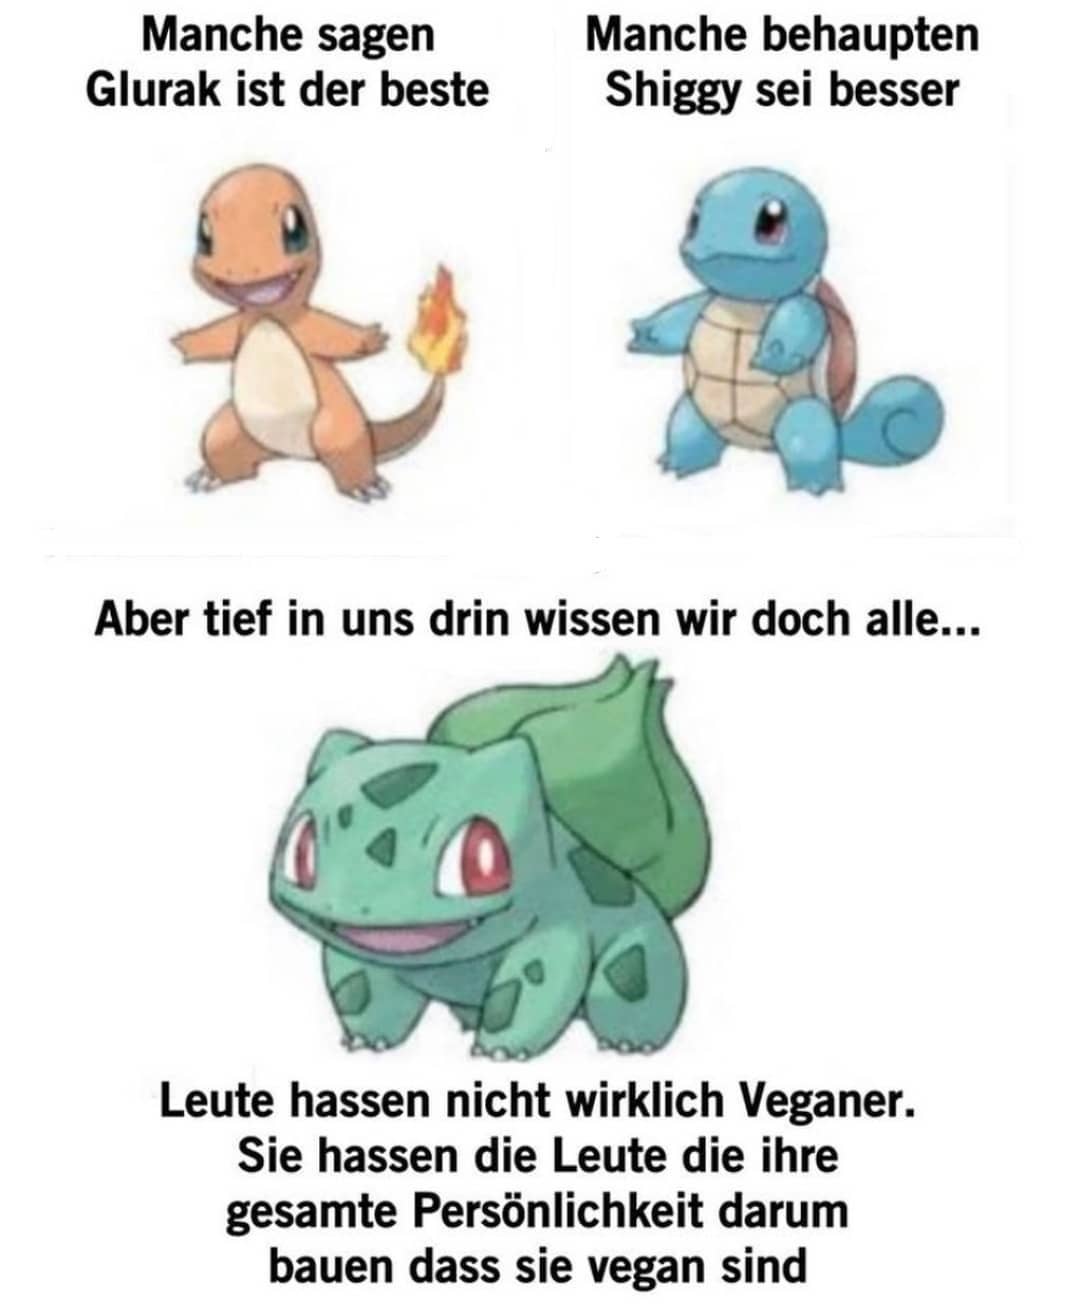 Manche sagen
Glurak ist der beste
Manche behaupten
Shiggy sei besser
Aber tief in uns drin wissen wir doch alle...
Leute hassen nicht wirklich Veganer.
Sie hassen die Leute die ihre
gesamte Persönlichkeit darum
bauen dass sie vegan sind